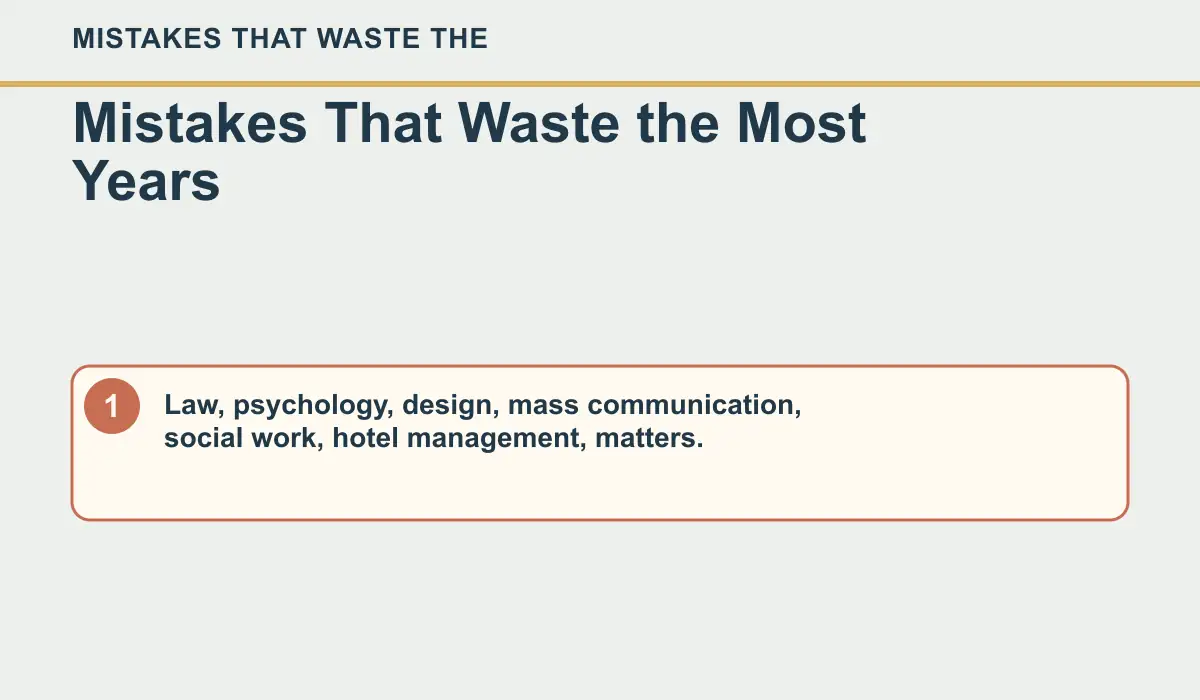 MISTAKES THAT WASTE THE
Mistakes That Waste the Most
Years
1
Law, psychology, design, mass communication,
social work, hotel management, matters.